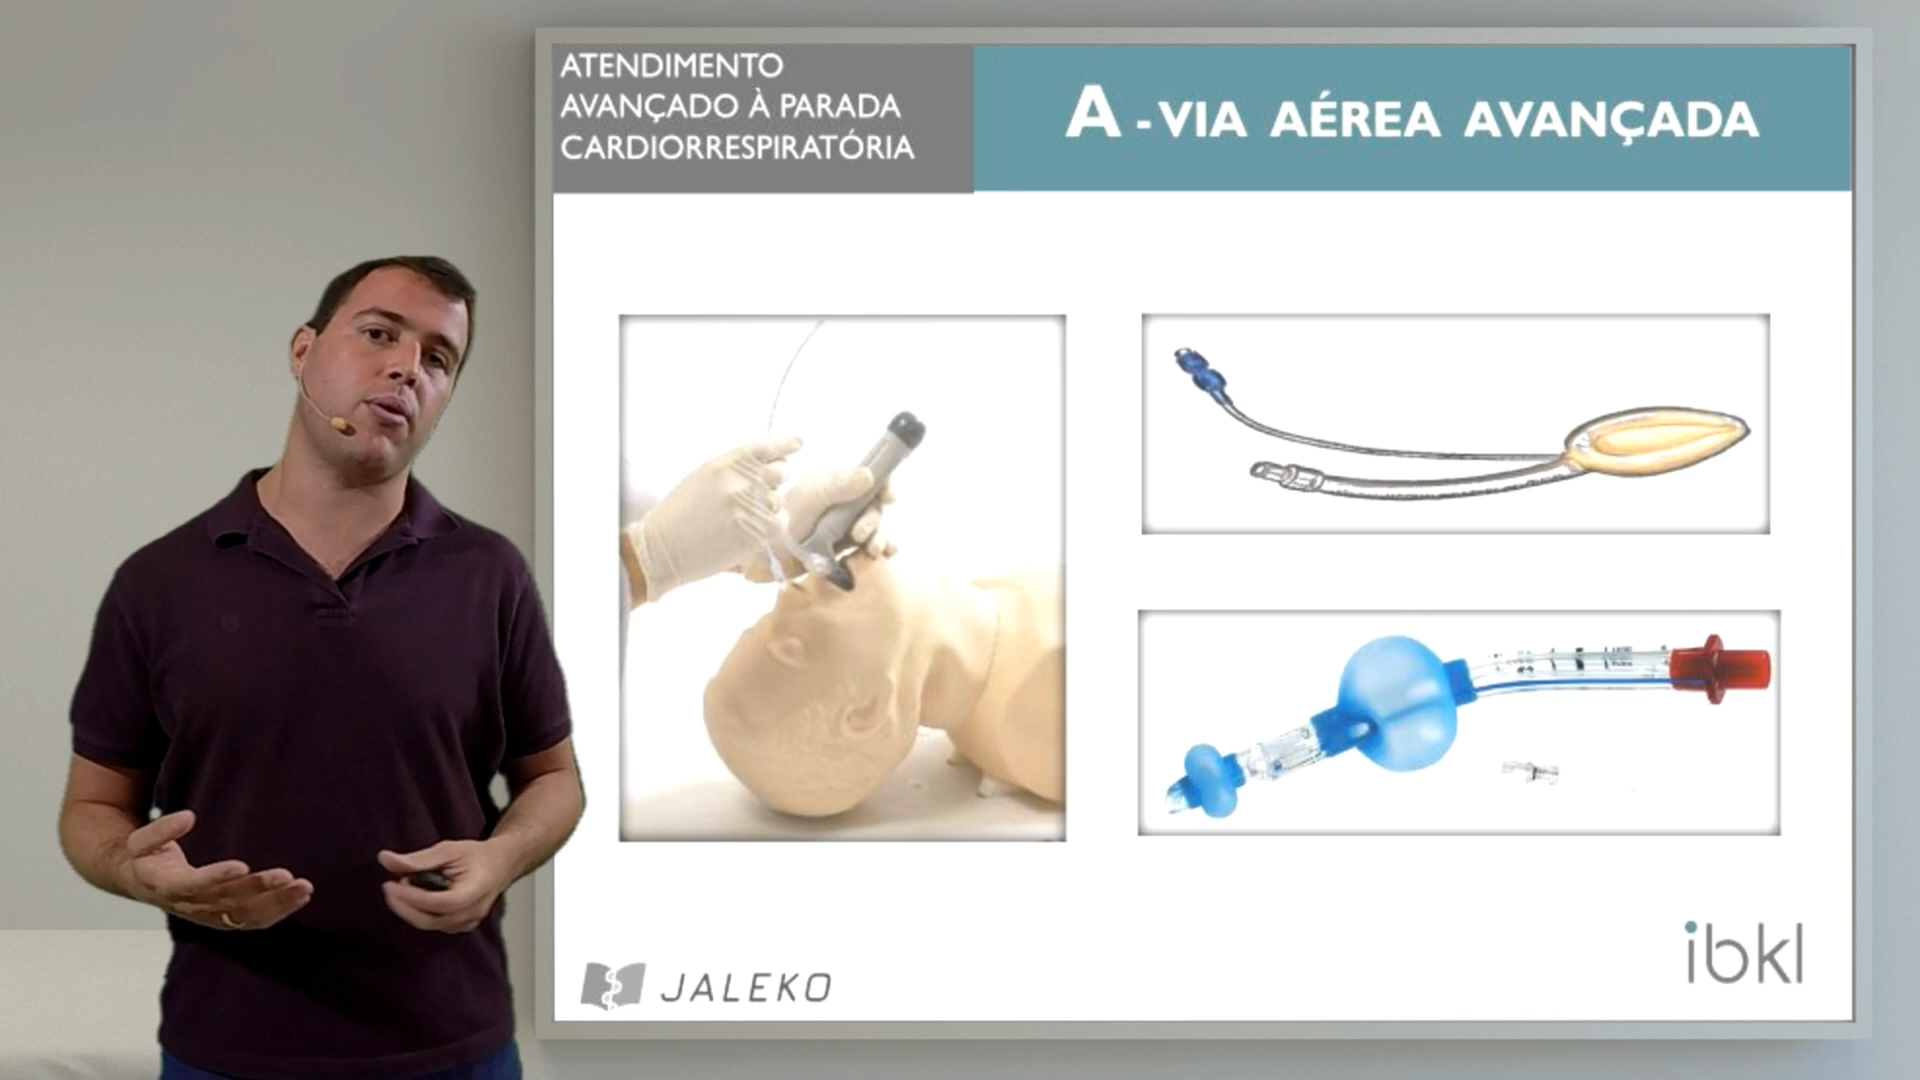 ATENDIMENTO
AVANÇADO À PARADA
CARDIORRESPIRATÓRIA
A - VIA AÉREA AVANÇADA
JALEKO
ibkl